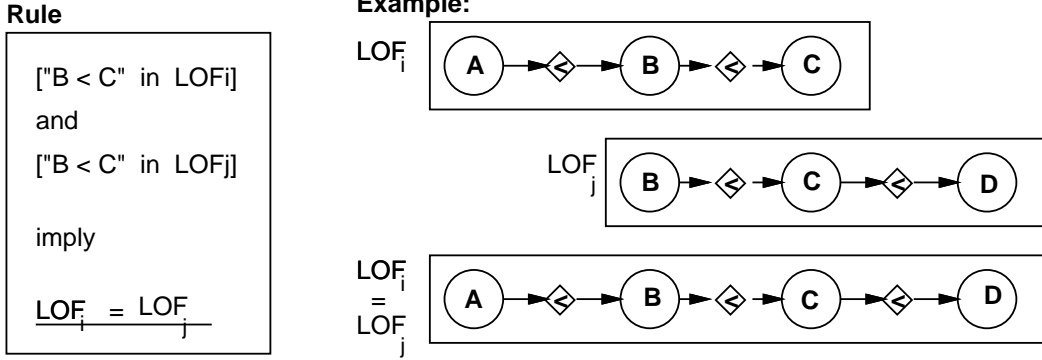 Rule
["B < C" in LOFi]
and
["B < C" in LOFj]
imply
LOFi = LOFj
Example:
LOFi
A < B < C
LOFj
B < C < D
LOFi
=
LOFj
A < B < C < D